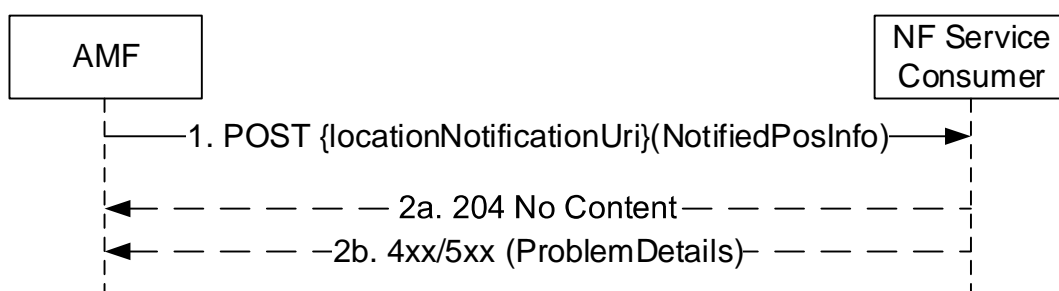 AMF
NF Service
Consumer
1. POST {locationNotificationUri}(NotifiedPosInfo)
2a. 204 No Content
2b. 4xx/5xx (ProblemDetails)